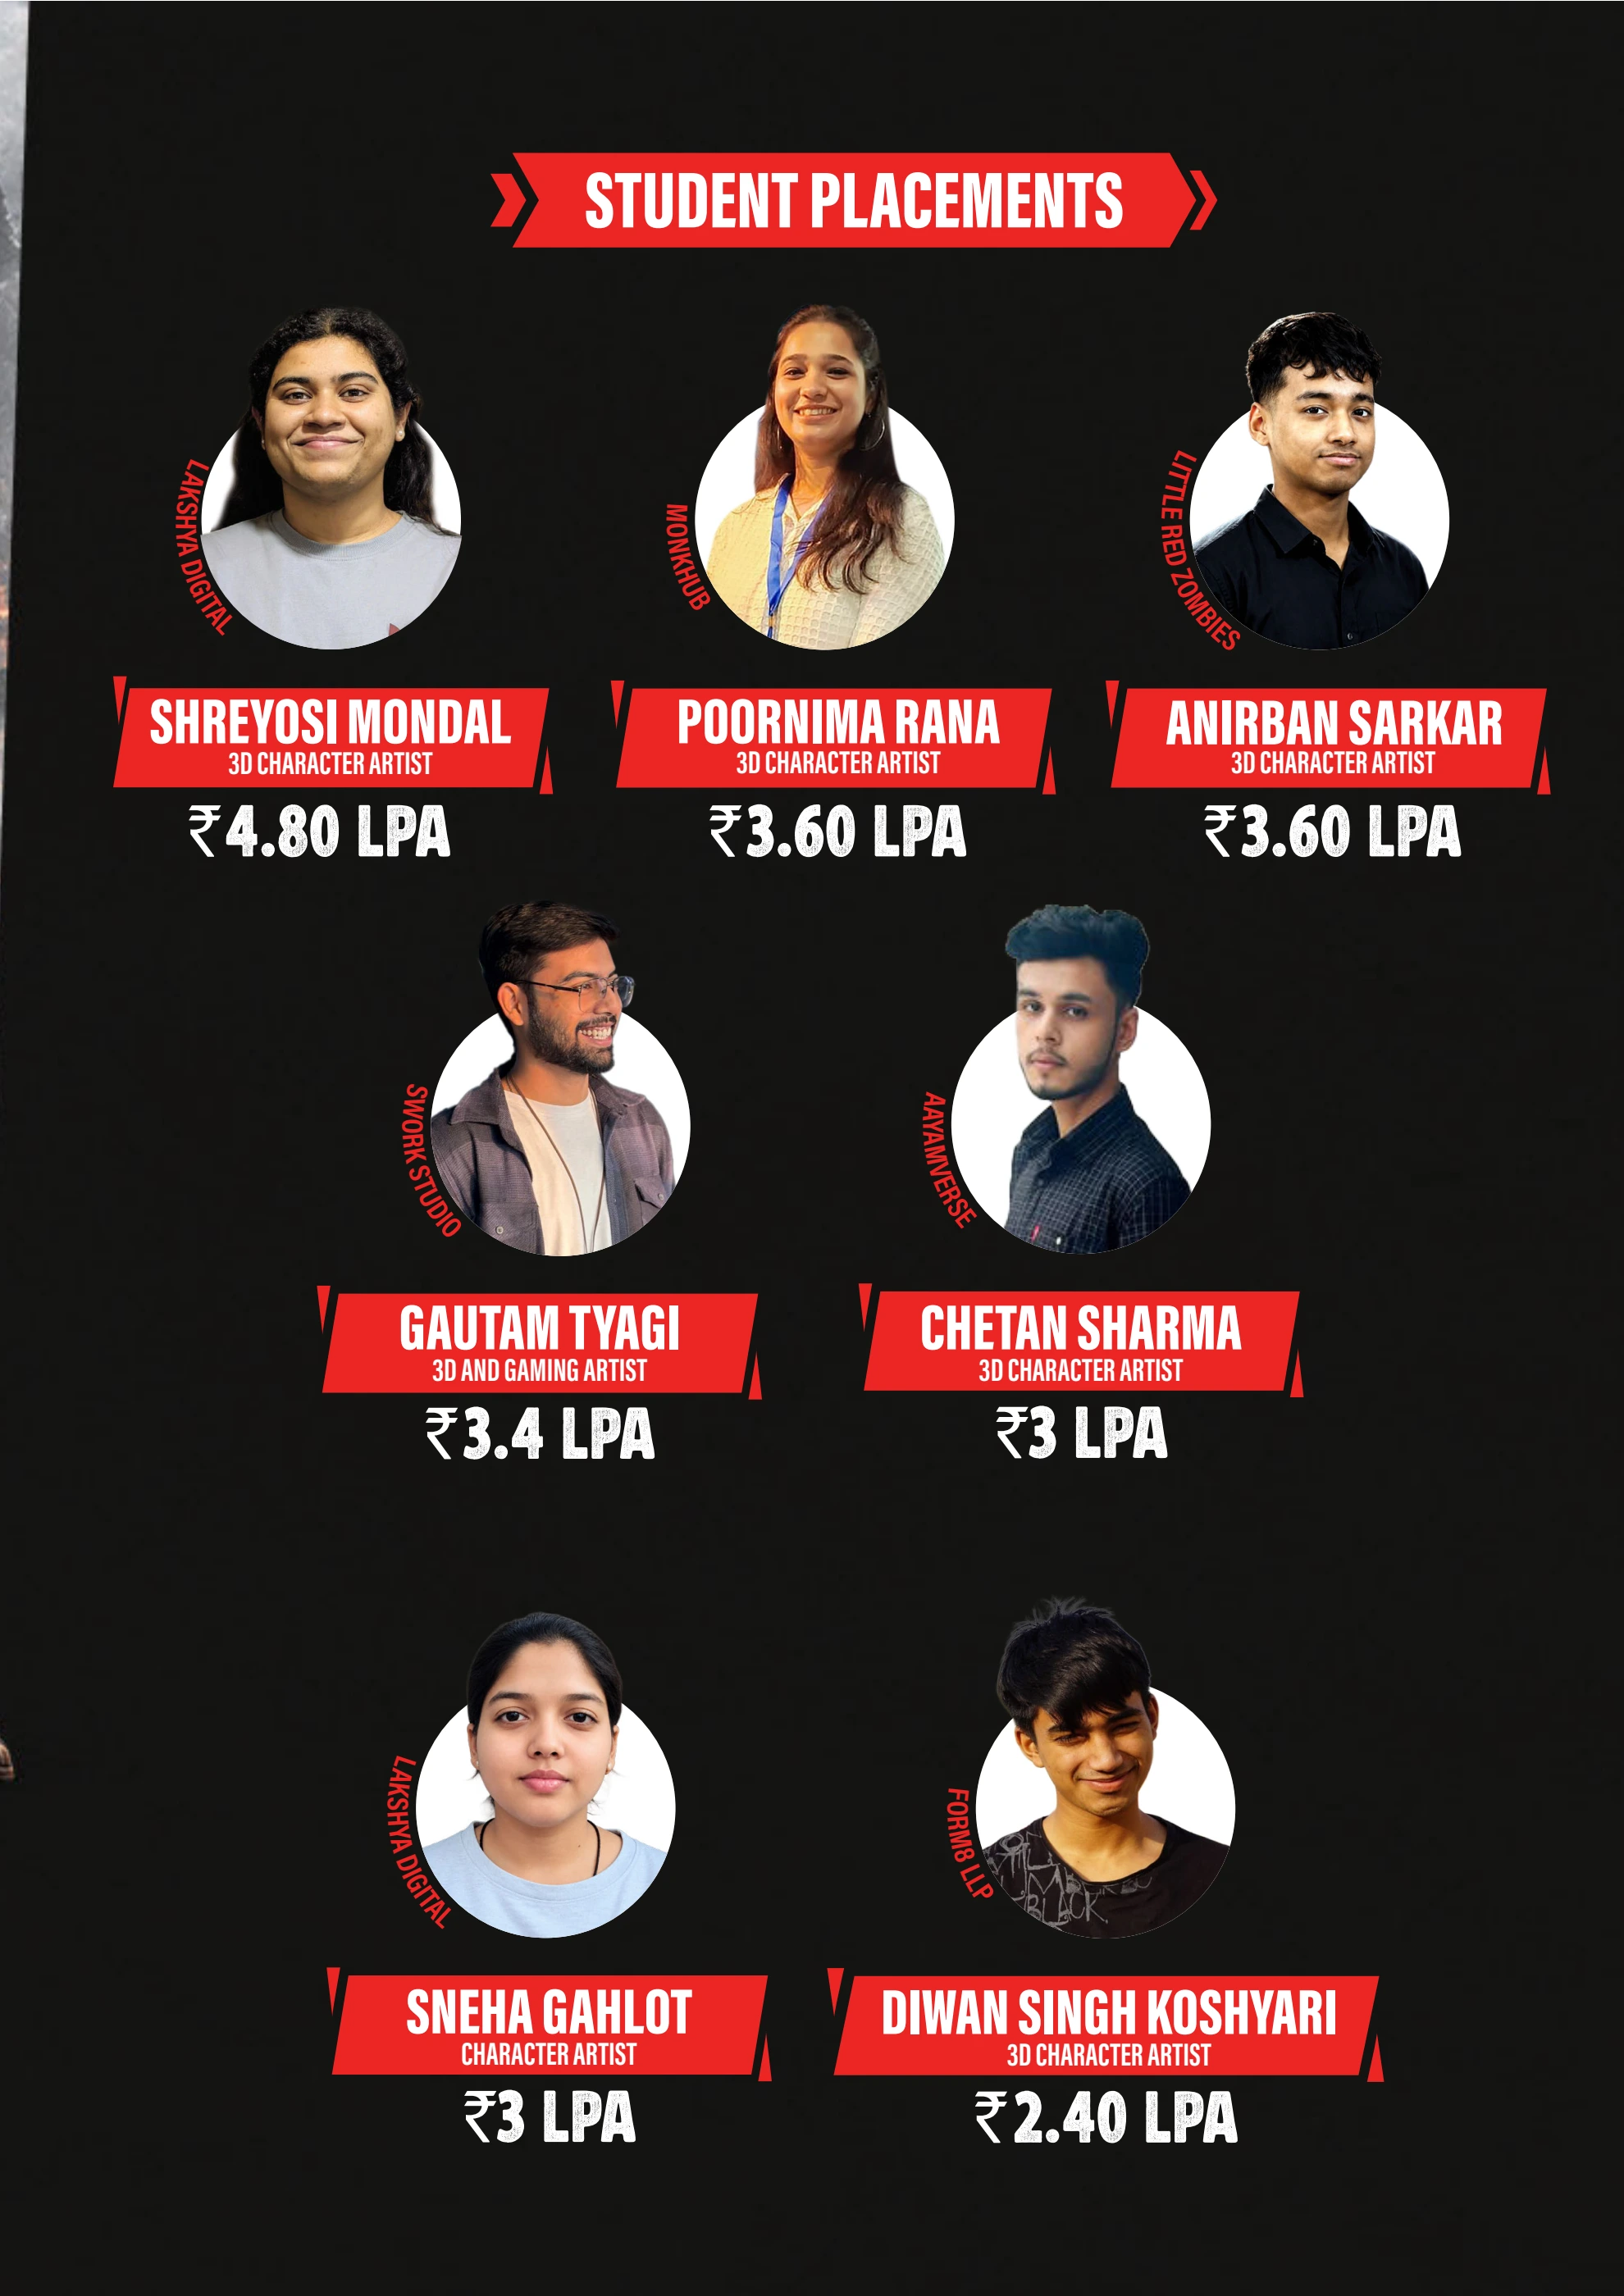 STUDENT PLACEMENTS
LAKSHYA DIGITAL
SHREYOSI MONDAL
3D CHARACTER ARTIST
₹4.80 LPA
MONKHUB
POORNIMA RANA
3D CHARACTER ARTIST
₹3.60 LPA
LITTLE RED ZOMBIES
ANIRBAN SARKAR
3D CHARACTER ARTIST
₹3.60 LPA
SWORK STUDIO
GAUTAM TYAGI
3D AND GAMING ARTIST
₹3.4 LPA
AAYAMVERSE
CHETAN SHARMA
3D CHARACTER ARTIST
₹3 LPA
LAKSHYA DIGITAL
SNEHA GAHLOT
CHARACTER ARTIST
₹3 LPA
FORM8 LLP
BLACK
DIWAN SINGH KOSHYARI
3D CHARACTER ARTIST
₹2.40 LPA